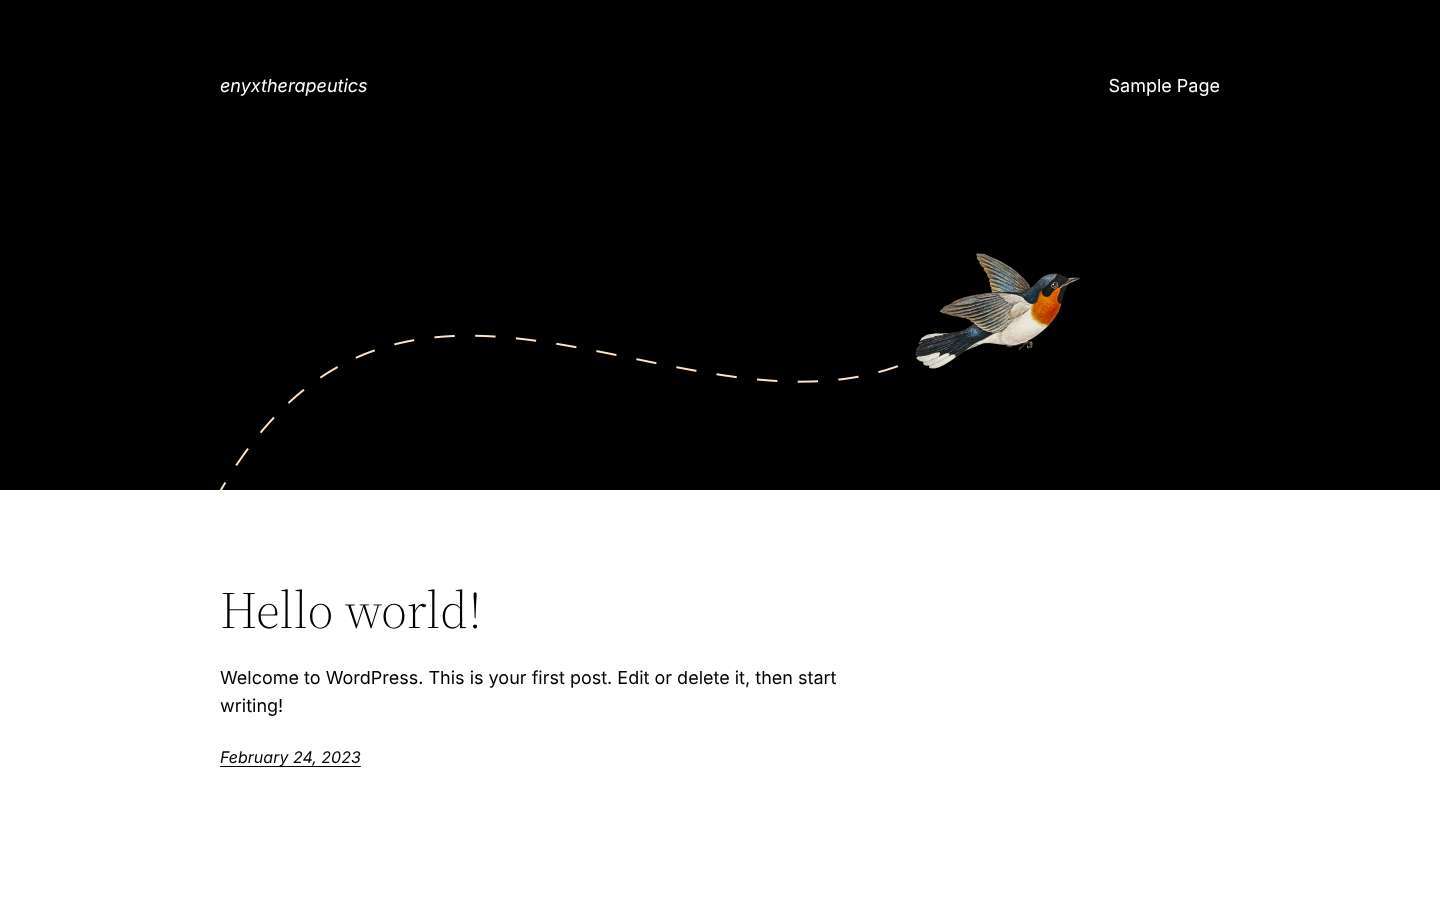 enyxtherapeutics
Sample Page
Hello world!
Welcome to WordPress. This is your first post. Edit or delete it, then start
writing!
February 24, 2023